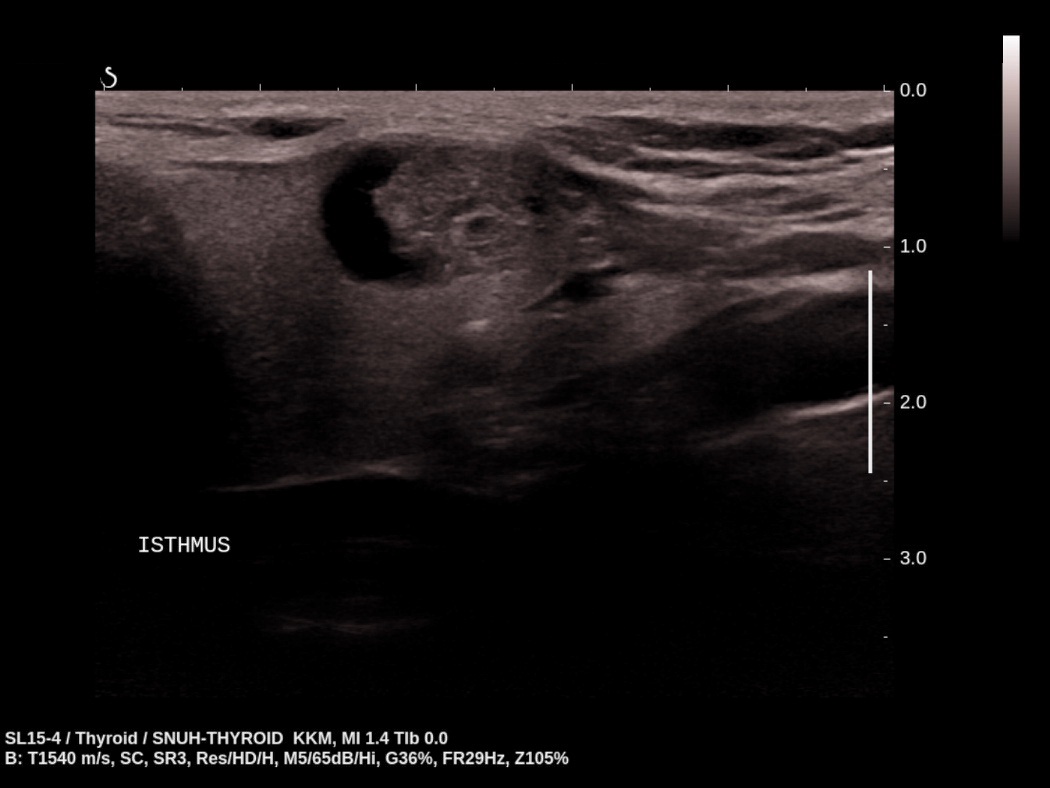 S
0.0
1.0
2.0
3.0
ISTHMUS
SL15-4 / Thyroid / SNUH-THYROID KKM, MI 1.4 TIb 0.0
B: T1540 m/s, SC, SR3, Res/HD/H, M5/65dB/Hi, G36%, FR29Hz, Z105%